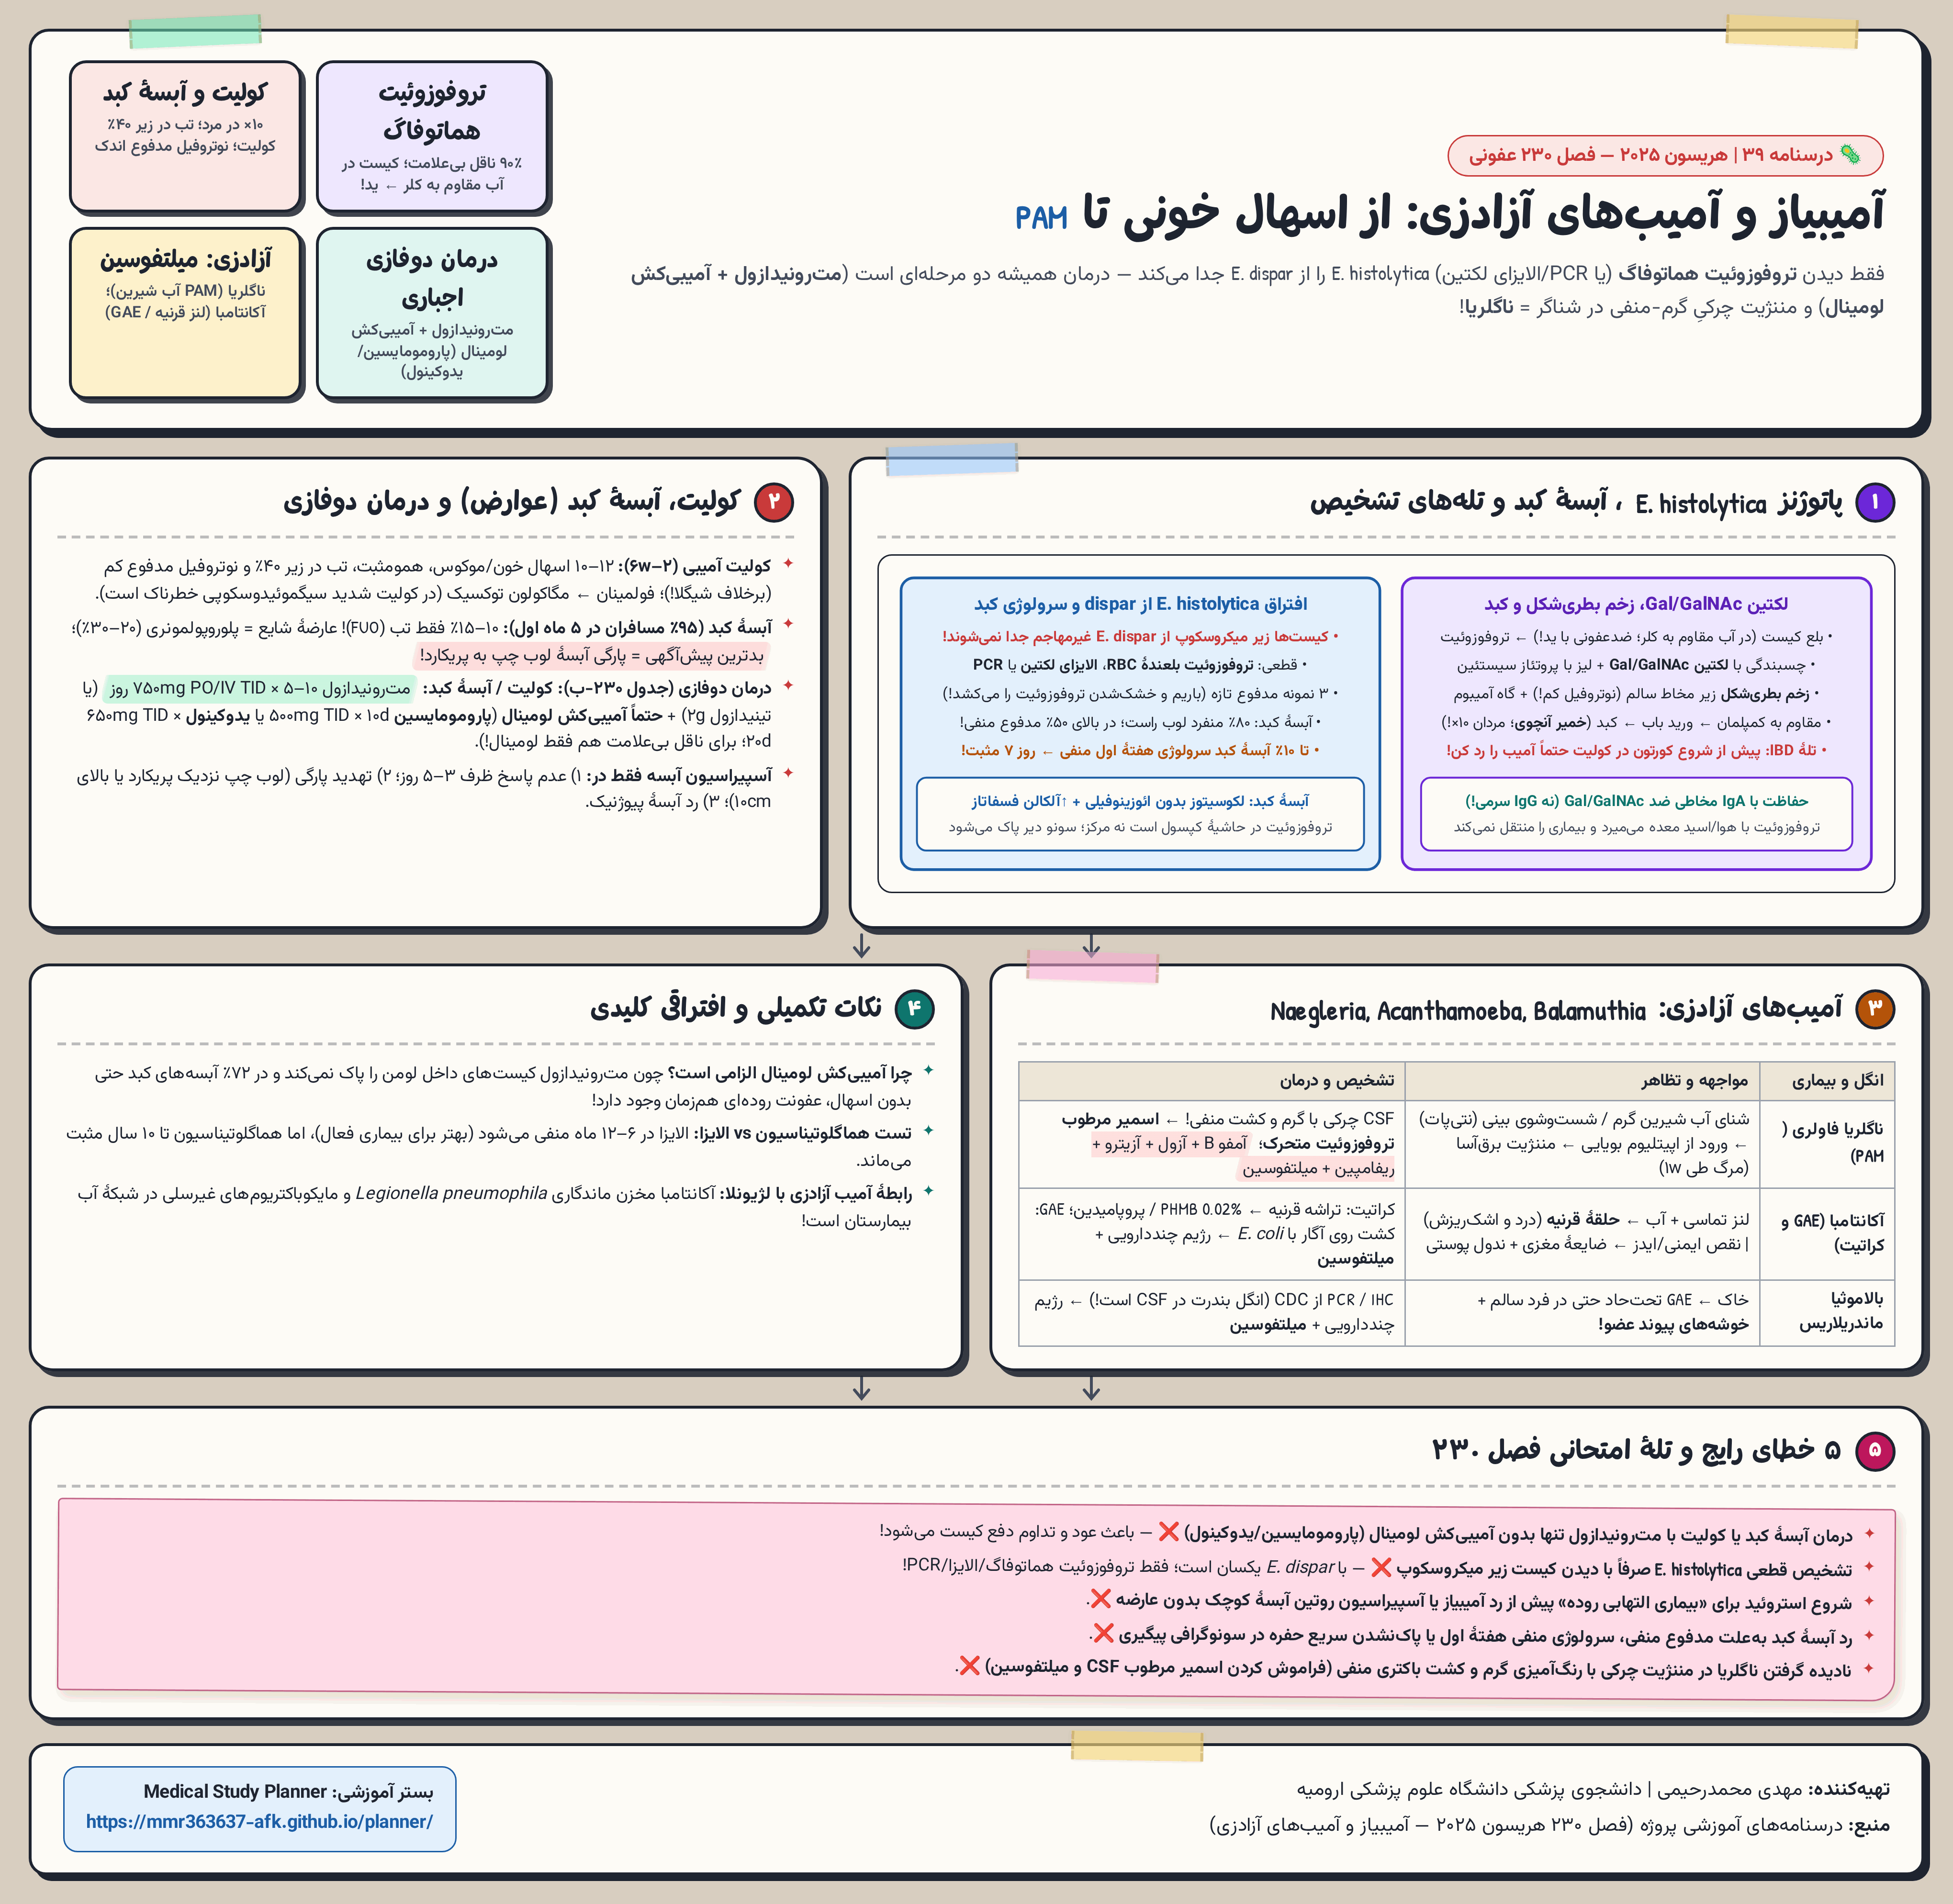 🦠 درسنامه ۳۹ | هریسون ۲۰۲۵ — فصل ۲۳۰ عفونی
آمیبیاز و آمیب‌های آزادزی: از اسهال خونی تا PAM
فقط دیدن تروفوزوئیت هماتوفاگ (یا PCR/الایزای لکتین) E. histolytica را از E. dispar جدا می‌کند — درمان همیشه دو مرحله‌ای است (مترونیدازول + آمیبی‌کش
لومینال) و مننژیت چرکیِ گرم-منفی در شناگر = ناگلریا!
تروفوزوئیت
هماتوفاگ
۹۰٪ ناقل بی‌علامت؛ کیست در
آب مقاوم به کلر ← ید!
کولیت و آبسهٔ کبد
۱۰× در مرد؛ تب در زیر ۴۰٪
کولیت؛ نوتروفیل مدفوع اندک
درمان دوفازی
اجباری
مت‌رونیدازول + آمیبی‌کش
لومینال (پارومومایسین/
یدوکینول)
آزادزی: میلتفوسین
ناگلریا (PAM آب شیرین)؛
آکانتامبا (لنز قرنیه / GAE)
۱ پاتوژنز E. histolytica ، آبسهٔ کبد و تله‌های تشخیص
لکتین Gal/GalNAc، زخم بطری‌شکل و کبد
• بلع کیست (در آب مقاوم به کلر؛ ضدعفونی با ید!) ← تروفوزوئیت
• چسبندگی با لکتین Gal/GalNAc + لیز با پروتئاز سیستئین
• زخم بطری‌شکل زیر مخاط سالم (نوتروفیل کم!) + گاه آمیبوم
• مقاوم به کمپلمان ← ورید باب ← کبد (خمیر آنچوی؛ مردان ۱۰×!)
• تلهٔ IBD: پیش از شروع کورتون در کولیت حتماً آمیب را رد کن!
حفاظت با IgA مخاطی ضد Gal/GalNAc (نه IgG سرمی!)
تروفوزوئیت با هوا/اسید معده می‌میرد و بیماری را منتقل نمی‌کند
افتراق E. histolytica از dispar و سرولوژی کبد
• کیست‌ها زیر میکروسکوپ از E. dispar غیرمهاجم جدا نمی‌شوند!
• قطعی: تروفوزوئیت بلعندهٔ RBC، الایزای لکتین یا PCR
• ۳ نمونه مدفوع تازه (باریم و خشک‌شدن تروفوزوئیت را می‌کشد!)
• آبسهٔ کبد: ۸۰٪ منفرد لوب راست؛ در بالای ۵۰٪ مدفوع منفی!
• تا ۱۰٪ آبسهٔ کبد سرولوژی هفتهٔ اول منفی ← روز ۷ مثبت!
آبسهٔ کبد: لکوسیتوز بدون ائوزینوفیلی + ↑آلکالن فسفاتاز
تروفوزوئیت در حاشیهٔ کپسول است نه مرکز؛ سونو دیر پاک می‌شود
۲ کولیت، آبسهٔ کبد (عوارض) و درمان دوفازی
✦ کولیت آمیبی (۲–۶w): ۱۰–۱۲ اسهال خون/موکوس، همومثبت، تب در زیر ۴۰٪ و نوتروفیل مدفوع کم
(برخلاف شیگلا!)؛ فولمینان ← مگاکولون توکسیک (در کولیت شدید سیگموئیدوسکوپی خطرناک است).
✦ آبسهٔ کبد (۹۵٪ مسافران در ۵ ماه اول): ۱۰–۱۵٪ فقط تب (FUO)! عارضهٔ شایع = پلوروپولمونری (۲۰–۳۰٪)؛
بدترین پیش‌آگهی = پارگی آبسهٔ لوب چپ به پریکارد!
✦ درمان دوفازی (جدول ۲۳۰-ب): کولیت / آبسهٔ کبد: مت‌رونیدازول ۷۵۰mg PO/IV TID × ۵–۱۰ روز (یا
تینیدازول ۲g) + حتماً آمیبی‌کش لومینال (پارومومایسین ۵۰۰mg TID × ۱۰d یا یدوکینول ۶۵۰mg TID ×
۲۰d؛ برای ناقل بی‌علامت هم فقط لومینال!).
✦ آسپیراسیون آبسه فقط در: ۱) عدم پاسخ ظرف ۳–۵ روز؛ ۲) تهدید پارگی (لوب چپ نزدیک پریکارد یا بالای
۱۰cm)؛ ۳) رد آبسهٔ پیوژنیک.
۳ آمیب‌های آزادزی: Naegleria, Acanthamoeba, Balamuthia
انگل و بیماری | مواجهه و تظاهر | تشخیص و درمان
ناگلریا فاولری (
PAM)
شنای آب شیرین گرم / شست‌وشوی بینی (نتی‌پات)
← ورود از اپیتلیوم بویایی ← مننژیت برق‌آسا
(مرگ طی ۱w)
CSF چرکی با گرم و کشت منفی! ← اسمیر مرطوب
تروفوزوئیت متحرک؛ آمفو B + آزول + آزیترو +
ریفامپین + میلتفوسین
آکانتامبا (GAE و
کراتیت)
لنز تماسی + آب ← حلقهٔ قرنیه (درد و اشک‌ریزش)
| نقص ایمنی/ایدز ← ضایعهٔ مغزی + ندول پوستی
کراتیت: تراشه قرنیه ← PHMB 0.02% / پروپامیدین؛ GAE:
کشت روی آگار با E. coli ← رژیم چنددارویی +
میلتفوسین
بالاموثیا
ماندریلاریس
خاک ← GAE تحت‌حاد حتی در فرد سالم +
خوشه‌های پیوند عضو!
PCR / IHC از CDC (انگل بندرت در CSF است!) ← رژیم
چنددارویی + میلتفوسین
۴ نکات تکمیلی و افتراقی کلیدی
✦ چرا آمیبی‌کش لومینال الزامی است؟ چون مت‌رونیدازول کیست‌های داخل لومن را پاک نمی‌کند و در ۷۲٪ آبسه‌های کبد حتی
بدون اسهال، عفونت روده‌ای هم‌زمان وجود دارد!
✦ تست هماگلوتیناسیون vs الایزا: الایزا در ۶–۱۲ ماه منفی می‌شود (بهتر برای بیماری فعال)، اما هماگلوتیناسیون تا ۱۰ سال مثبت
می‌ماند.
✦ رابطهٔ آمیب آزادزی با لژیونلا: آکانتامبا مخزن ماندگاری Legionella pneumophila و مایکوباکتریوم‌های غیرسلی در شبکهٔ آب
بیمارستان است!
۵ ۵ خطای رایج و تلهٔ امتحانی فصل ۲۳۰
✦ درمان آبسهٔ کبد یا کولیت با مت‌رونیدازول تنها بدون آمیبی‌کش لومینال (پارومومایسین/یدوکینول) ❌ — باعث عود و تداوم دفع کیست می‌شود!
✦ تشخیص قطعی E. histolytica صرفاً با دیدن کیست زیر میکروسکوپ ❌ — با E. dispar یکسان است؛ فقط تروفوزوئیت هماتوفاگ/الایزا/PCR!
✦ شروع استروئید برای «بیماری التهابی روده» پیش از رد آمیبیاز یا آسپیراسیون روتین آبسهٔ کوچک بدون عارضه ❌.
✦ رد آبسهٔ کبد به‌علت مدفوع منفی، سرولوژی منفی هفتهٔ اول یا پاک‌نشدن سریع حفره در سونوگرافی پیگیری ❌.
✦ نادیده گرفتن ناگلریا در مننژیت چرکی با رنگ‌آمیزی گرم و کشت باکتری منفی (فراموش کردن اسمیر مرطوب CSF و میلتفوسین) ❌.
تهیه‌کننده: مهدی محمدرحیمی | دانشجوی پزشکی دانشگاه علوم پزشکی ارومیه
منبع: درسنامه‌های آموزشی پروژه (فصل ۲۳۰ هریسون ۲۰۲۵ — آمیبیاز و آمیب‌های آزادزی)
بستر آموزشی: Medical Study Planner
https://mmr363637-afk.github.io/planner/